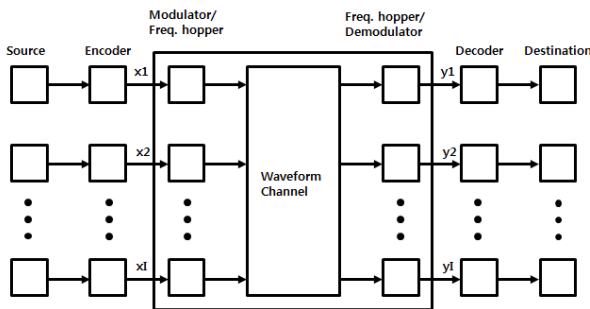 Modulator/
Freq. hopper
Freq. hopper/
Demodulator
Source
Encoder
Decoder
Destination
x1
y1
x2
y2
Waveform
Channel
xI
yI